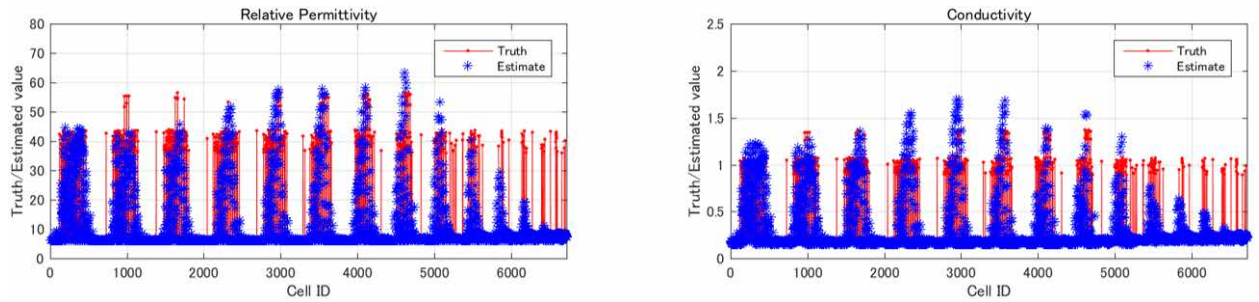 Relative Permittivity
80
70
60
50
40
30
20
10
0
Truth/Estimated value
Truth
Estimate
0 1000 2000 3000 4000 5000 6000
Cell ID
Conductivity
2.5
2
1.5
1
0.5
0
Truth/Estimated value
Truth
Estimate
0 1000 2000 3000 4000 5000 6000
Cell ID